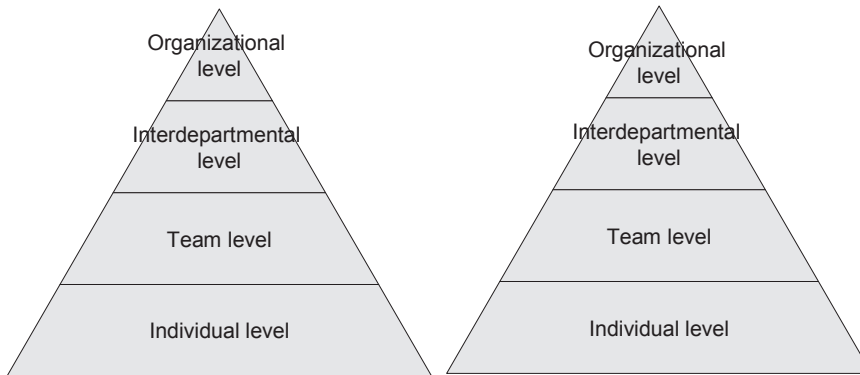 Organizational
level
Interdepartmental
level
Team level
Individual level
Organizational
level
Interdepartmental
level
Team level
Individual level